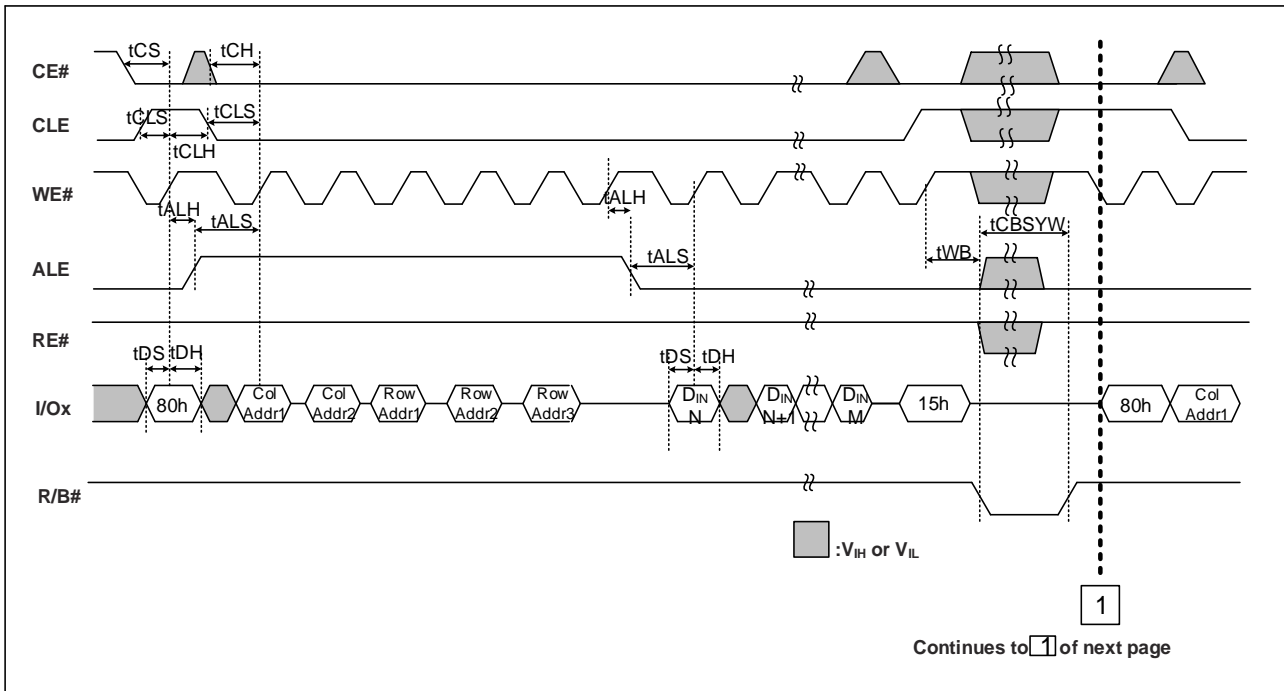 tCS
tCH
CE#
tCLS
tCLS
CLE
tCLH
WE#
tALH
tALH
tALS
tCBSYW
tWB
ALE
tALS
RE#
tDS
tDH
tDS
tDH
I/Ox
80h
Col Addr1
Col Addr2
Row Addr1
Row Addr2
Row Addr3
DIN N
DIN N+1
DIN M
15h
80h
Col Addr1
R/B#
:VIH or VIL
1
Continues to 1 of next page